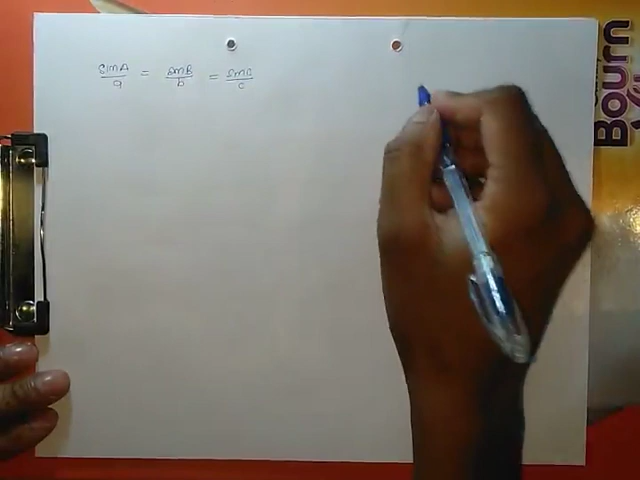 sinA/a = sinB/b = sinC/c
Bourn